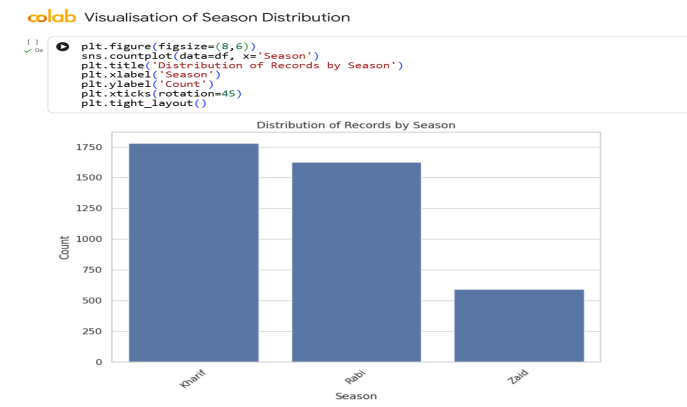 colab Visualisation of Season Distribution
[ ]
0s
plt.figure(figsize=(8,6))
sns.countplot(data=df, x='Season')
plt.title('Distribution of Records by Season')
plt.xlabel('Season')
plt.ylabel('Count')
plt.xticks(rotation=45)
plt.tight_layout()
Distribution of Records by Season
1750
1500
1250
1000
750
500
250
0
Count
Kharif
Rabi
Zaid
Season